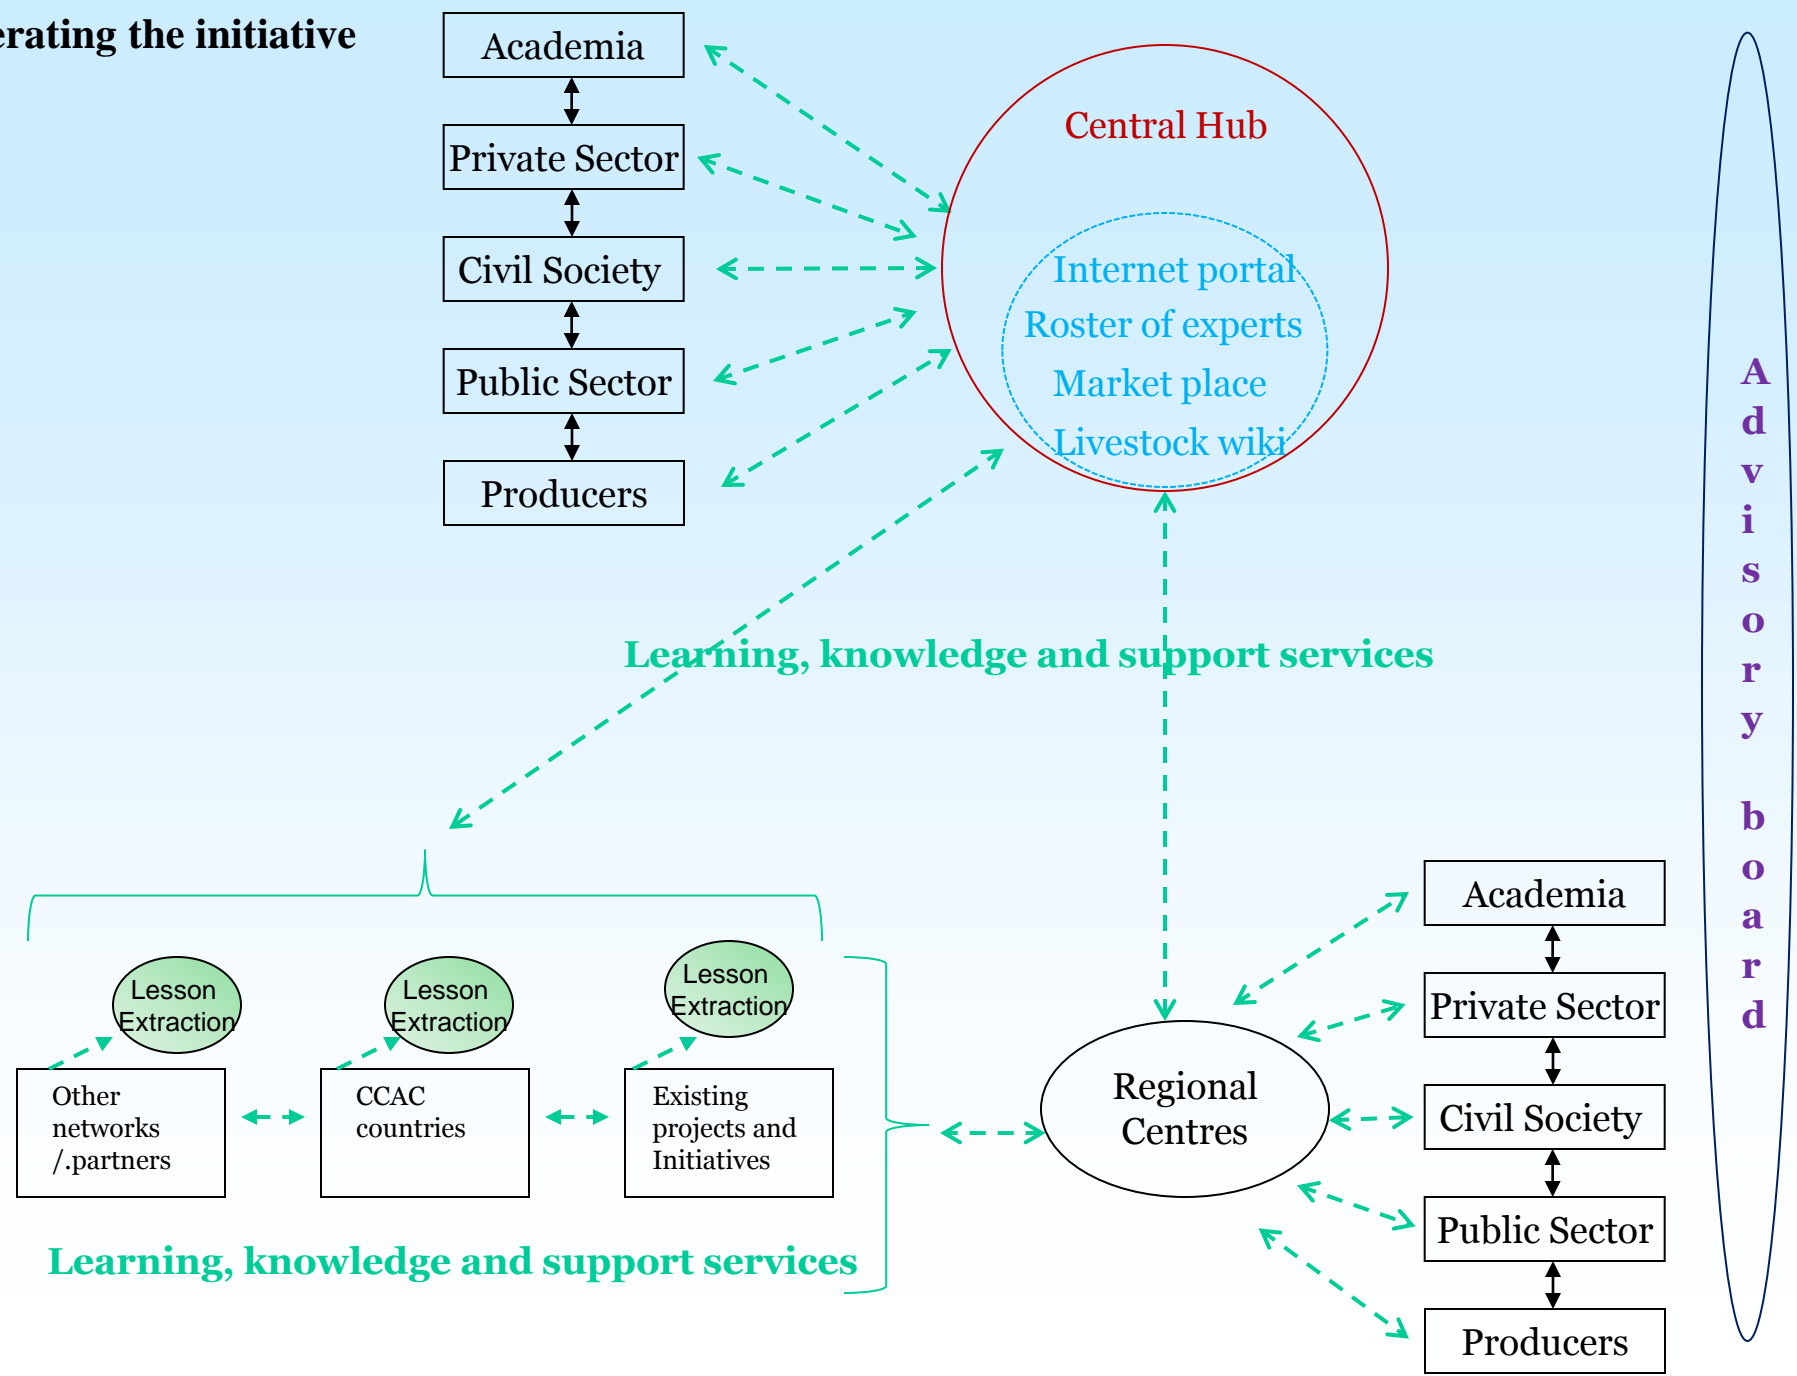 erating the initiative
Academia
Private Sector
Civil Society
Public Sector
Producers
Central Hub
Internet portal
Roster of experts
Market place
Livestock wiki
Learning, knowledge and support services
Lesson
Extraction
Lesson
Extraction
Lesson
Extraction
Other
networks
/.partners
CCAC
countries
Existing
projects and
Initiatives
Learning, knowledge and support services
Regional
Centres
Academia
Private Sector
Civil Society
Public Sector
Producers
A
d
v
i
s
o
r
y
b
o
a
r
d